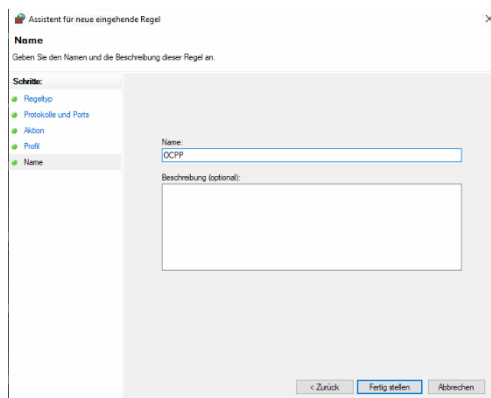 Assistent für neue eingehende Regel
Name
Geben Sie den Namen und die Beschreibung dieser Regel an.
Schritte:
Regeltyp
Protokolle und Ports
Aktion
Profil
Name
Name:
OCPP
Beschreibung (optional):
< Zurück Fertig stellen Abbrechen